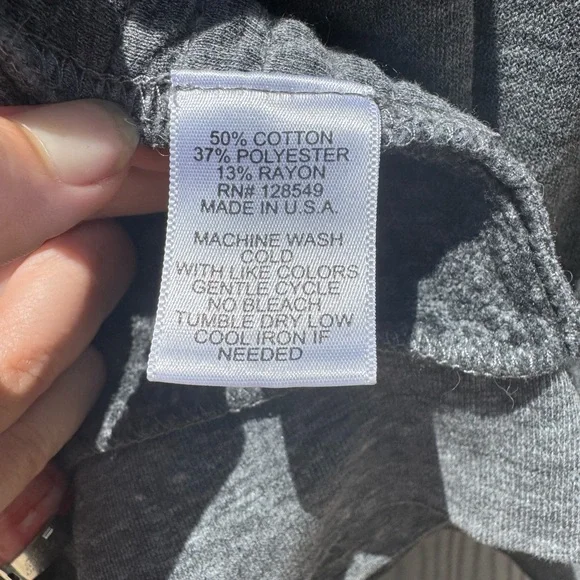 50% COTTON
37% POLYESTER
13% RAYON
RN# 128549
MADE IN U.S.A.
MACHINE WASH
COLD
WITH LIKE COLORS
GENTLE CYCLE
NO BLEACH
TUMBLE DRY LOW
COOL IRON IF
NEEDED